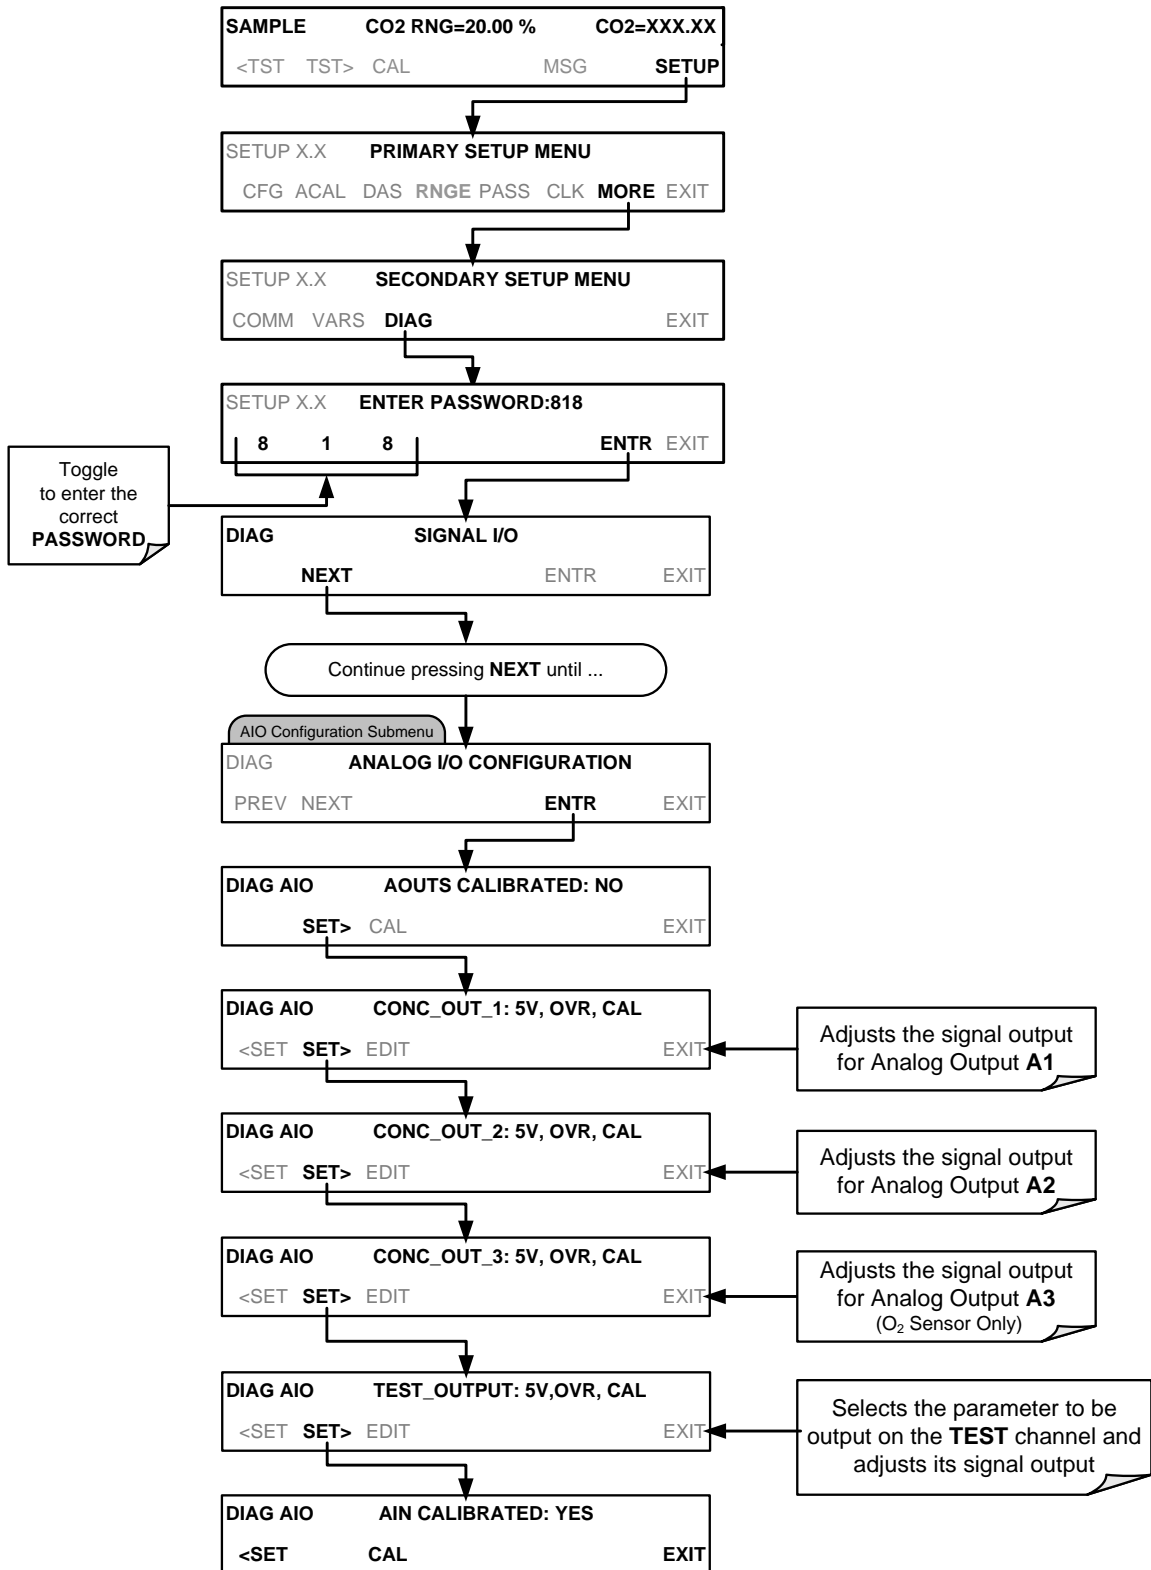 SAMPLE CO2 RNG=20.00 % CO2=XXX.XX
<TST TST> CAL MSG SETUP
SETUP X.X PRIMARY SETUP MENU
CFG ACAL DAS RNGE PASS CLK MORE EXIT
SETUP X.X SECONDARY SETUP MENU
COMM VARS DIAG EXIT
SETUP X.X ENTER PASSWORD:818
8 1 8 ENTR EXIT
Toggle
to enter the
correct
PASSWORD
DIAG SIGNAL I/O
NEXT ENTR EXIT
Continue pressing NEXT until ...
AIO Configuration Submenu
DIAG ANALOG I/O CONFIGURATION
PREV NEXT ENTR EXIT
DIAG AIO AOUTS CALIBRATED: NO
SET> CAL EXIT
DIAG AIO CONC_OUT_1: 5V, OVR, CAL
<SET SET> EDIT EXIT
Adjusts the signal output
for Analog Output A1
DIAG AIO CONC_OUT_2: 5V, OVR, CAL
<SET SET> EDIT EXIT
Adjusts the signal output
for Analog Output A2
DIAG AIO CONC_OUT_3: 5V, OVR, CAL
<SET SET> EDIT EXIT
Adjusts the signal output
for Analog Output A3
(O₂ Sensor Only)
DIAG AIO TEST_OUTPUT: 5V,OVR, CAL
<SET SET> EDIT EXIT
Selects the parameter to be
output on the TEST channel and
adjusts its signal output
DIAG AIO AIN CALIBRATED: YES
<SET CAL EXIT